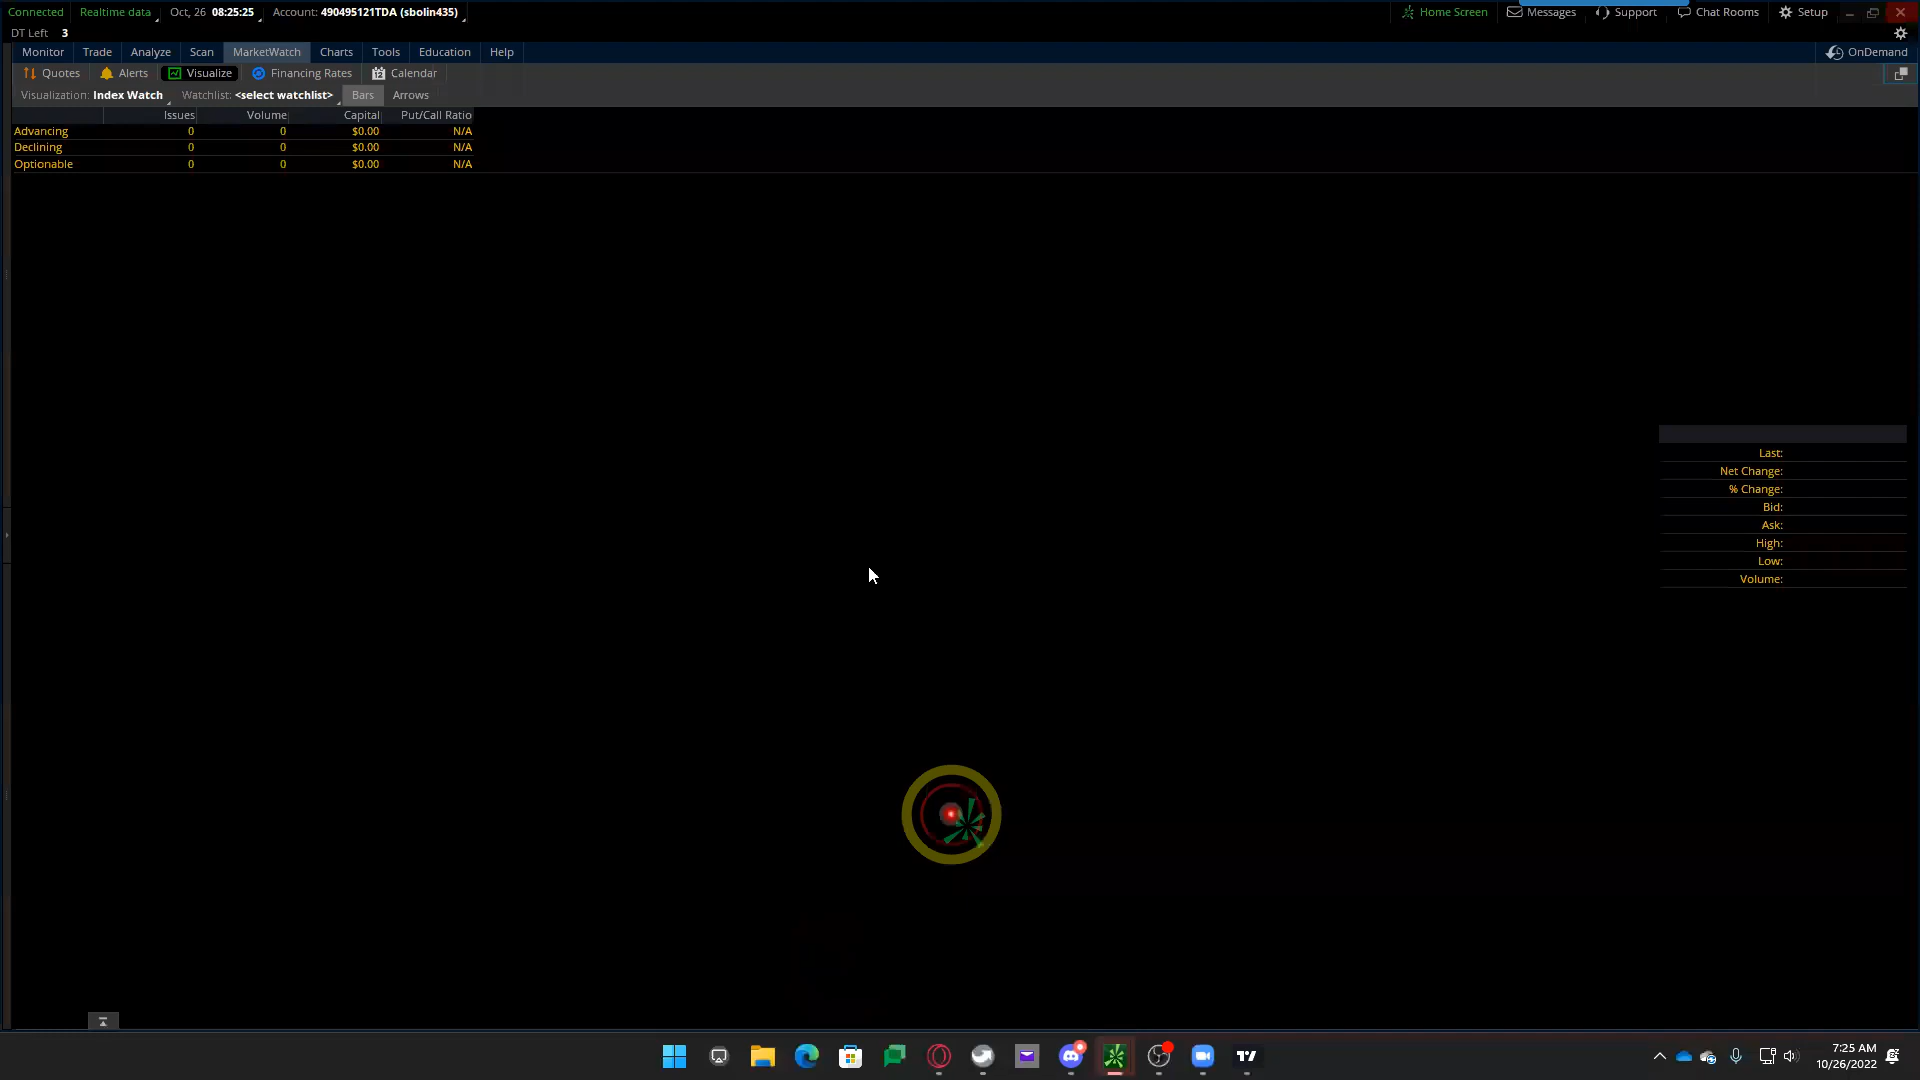 Connected Realtime data Oct, 26 08:25:25 Account: 490495121TDA (sbolin435) Home Screen Messages Support Chat Rooms Setup
DT Left 3
Monitor Trade Analyze Scan MarketWatch Charts Tools Education Help OnDemand
Quotes Alerts Visualize Financing Rates Calendar
Visualization: Index Watch Watchlist: <select watchlist> Bars Arrows
Issues Volume Capital Put/Call Ratio
Advancing 0 0 $0.00 N/A
Declining 0 0 $0.00 N/A
Optionable 0 0 $0.00 N/A
Last:
Net Change:
% Change:
Bid:
Ask:
High:
Low:
Volume:
7:25 AM
10/26/2022